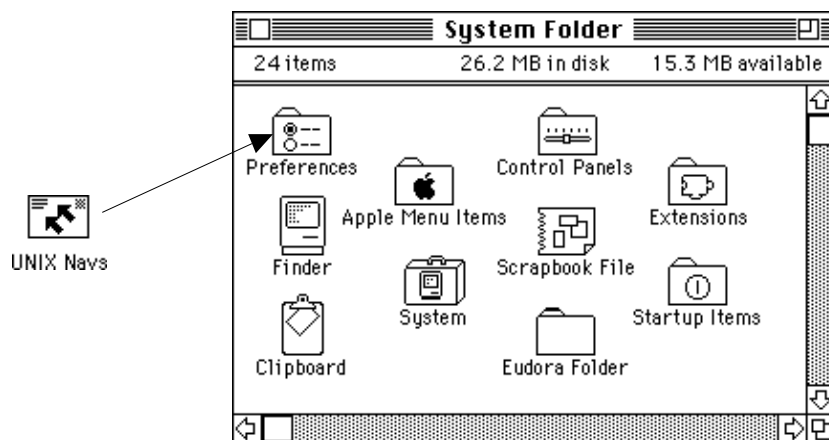 System Folder
24 items 26.2 MB in disk 15.3 MB available
Preferences
Control Panels
Apple Menu Items
Extensions
UNIX Navs
Finder
Scrapbook File
System
Startup Items
Clipboard
Eudora Folder